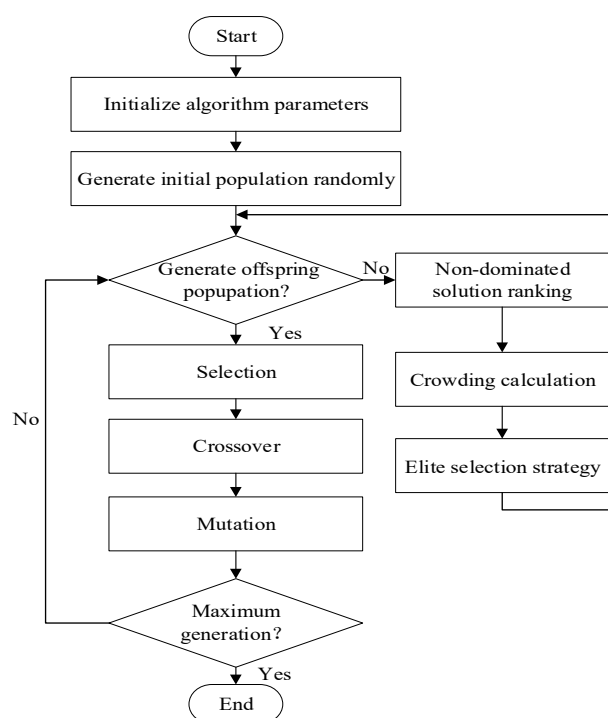 Start
Initialize algorithm parameters
Generate initial population randomly
Generate offspring
popupation?
No
Non-dominated
solution ranking
Yes
Selection
Crowding calculation
No
Crossover
Elite selection strategy
Mutation
Maximum
generation?
Yes
End